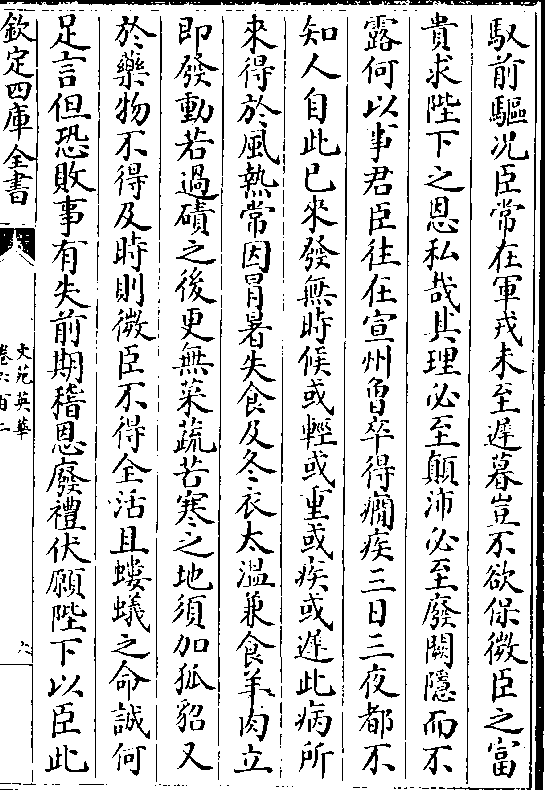 馭前驅况臣常在軍戎未至遲暮豈不欲保微臣之富
貴求陛下之恩私哉其理必至顛沛必至廢闕隱而不
露何以事君臣往任宣州曾卒得癇疾三日三夜都不
知人自此已來發無時候或輕或重或疾或遲此病所
來得於風熱常因冒暑失食及冬衣太溫兼食羊肉立
即發動若過磧之後更無菜蔬苦寒之地須加狐貂又
於藥物不得及時則微臣不得全活且螻蟻之命誠何
足言但恐敗事有失前期稽恩廢禮伏願陛下以臣此
欽定四庫全書
文苑英華
卷六百二
六